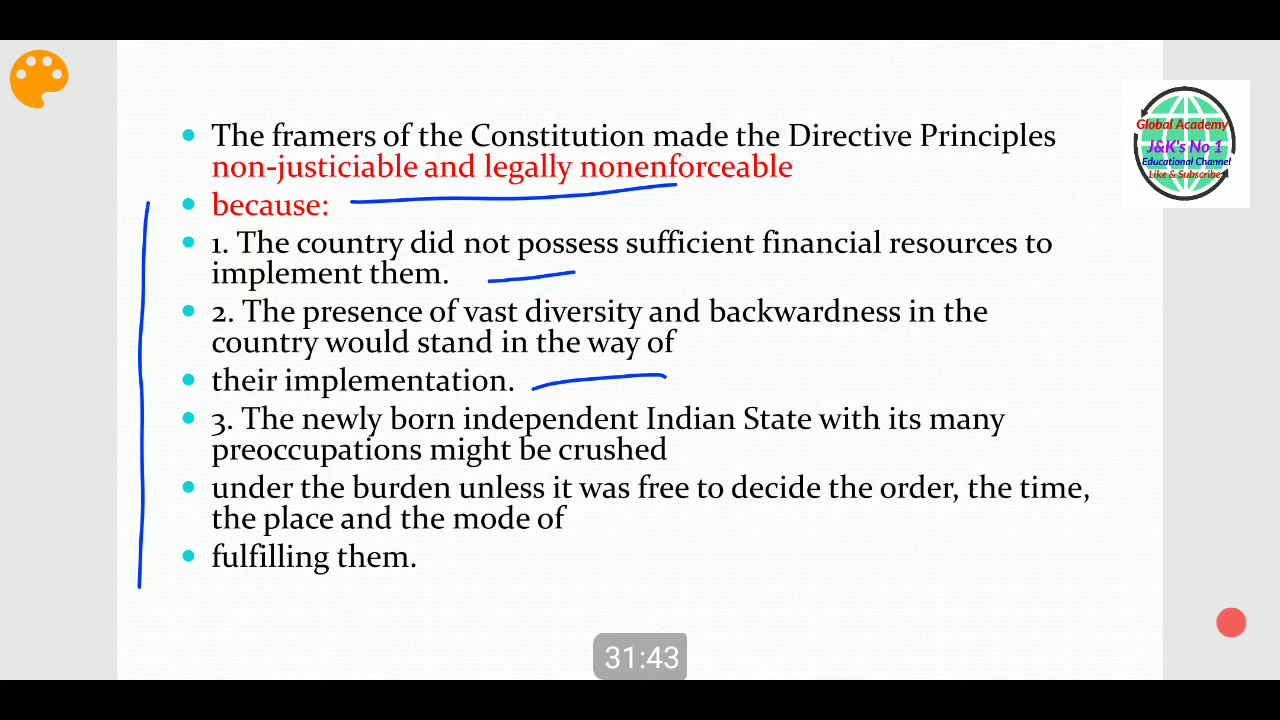 The framers of the Constitution made the Directive Principles
non-justiciable and legally nonenforceable
because:
1. The country did not possess sufficient financial resources to
implement them.
2. The presence of vast diversity and backwardness in the
country would stand in the way of
their implementation.
3. The newly born independent Indian State with its many
preoccupations might be crushed
under the burden unless it was free to decide the order, the time,
the place and the mode of
fulfilling them.
Global Academy
J&K's No 1
Educational Channel
Like & Subscribe
31:43